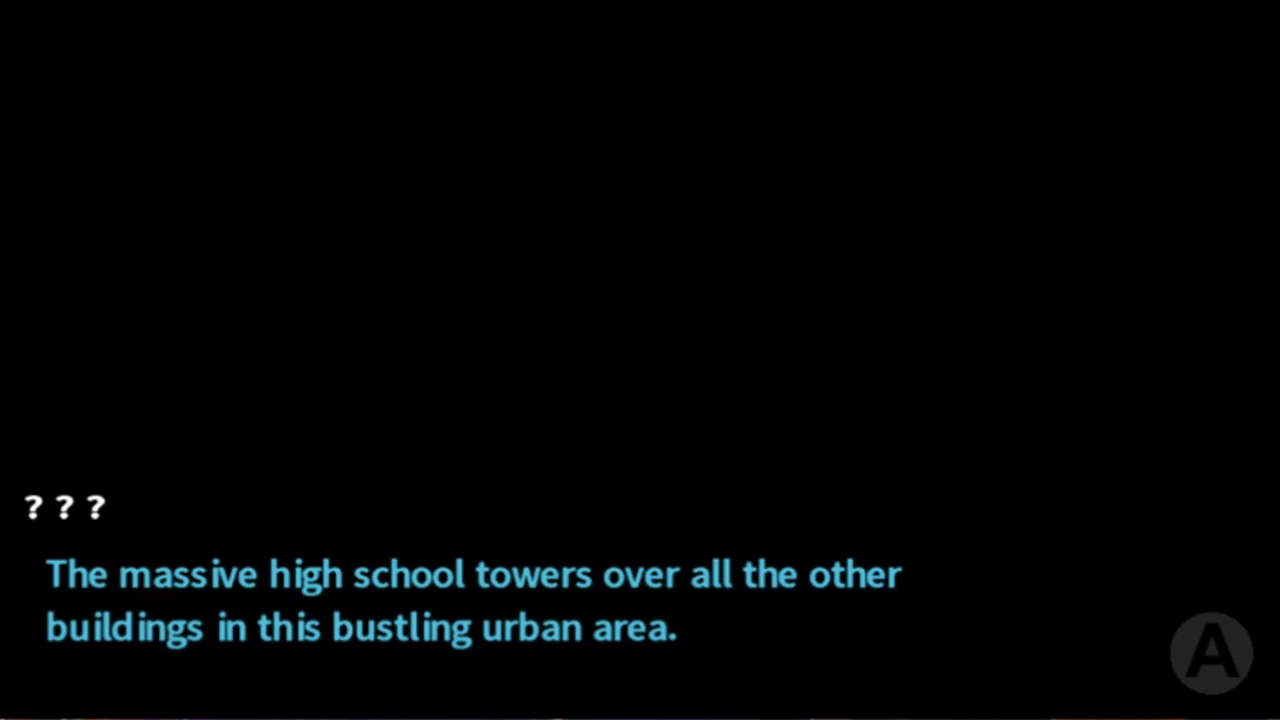 ? ? ?
The massive high school towers over all the other
buildings in this bustling urban area.
A